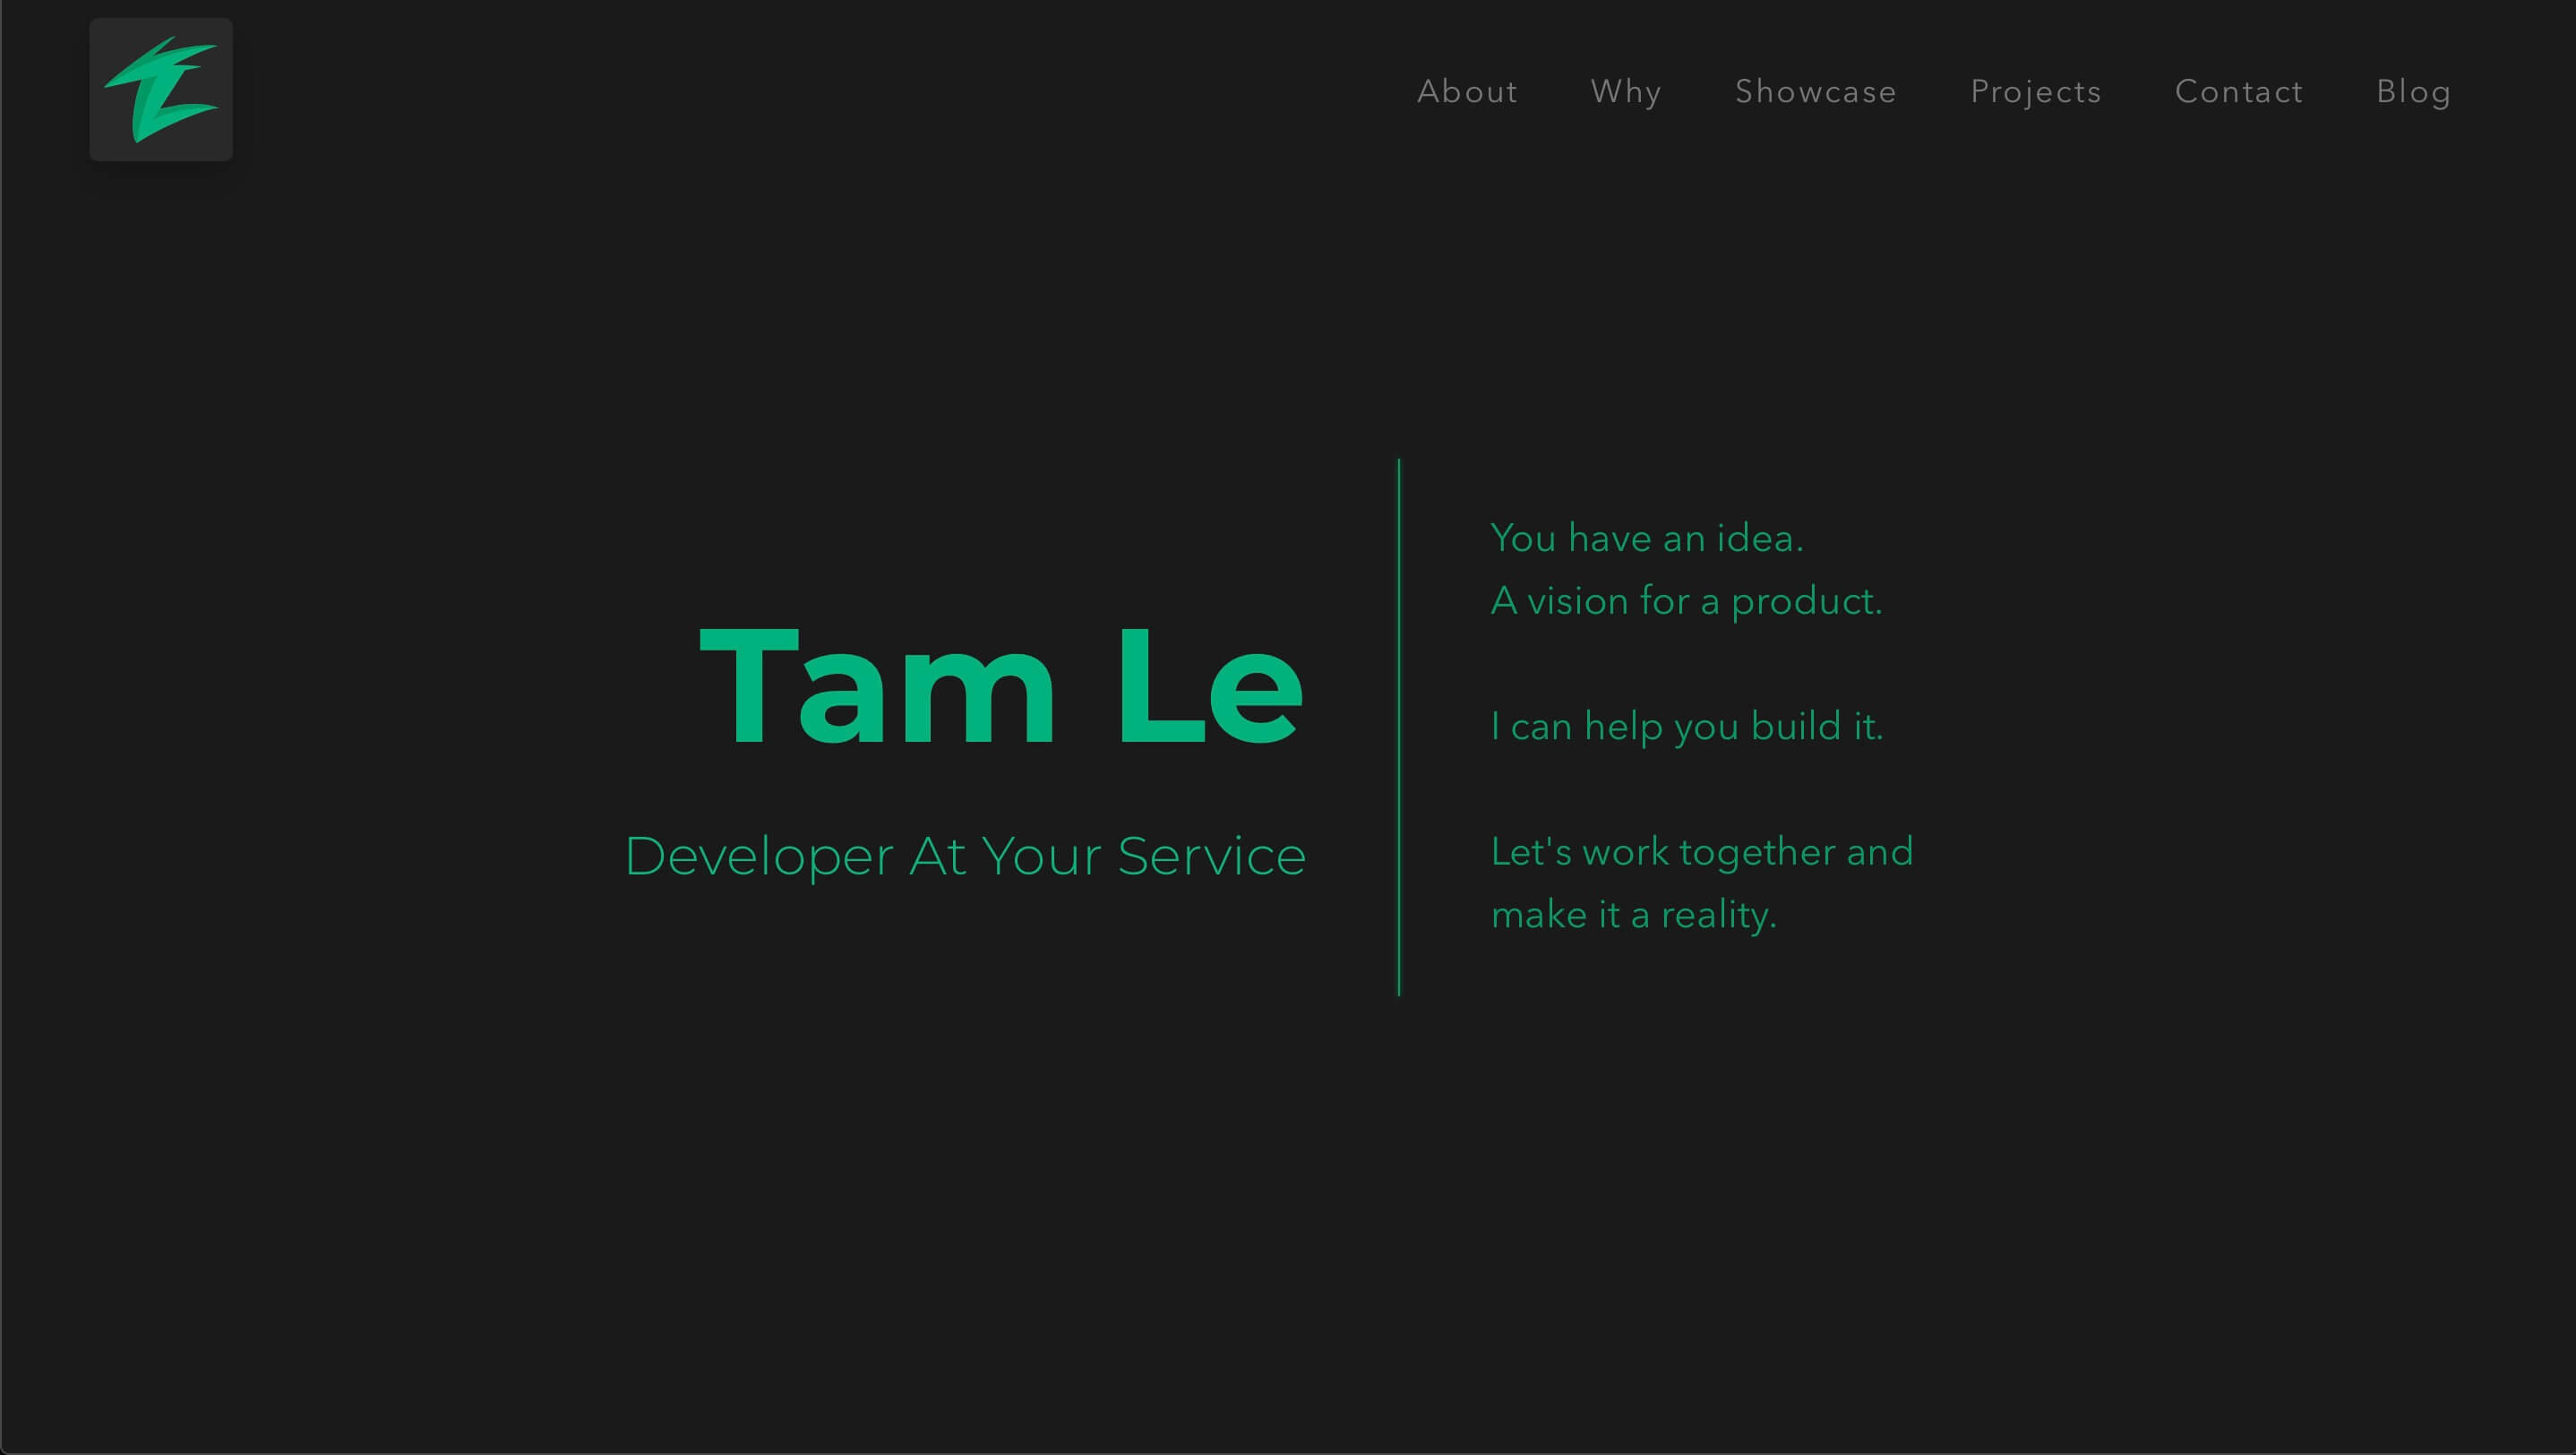 About Why Showcase Projects Contact Blog
Tam Le
Developer At Your Service
You have an idea.
A vision for a product.
I can help you build it.
Let's work together and
make it a reality.